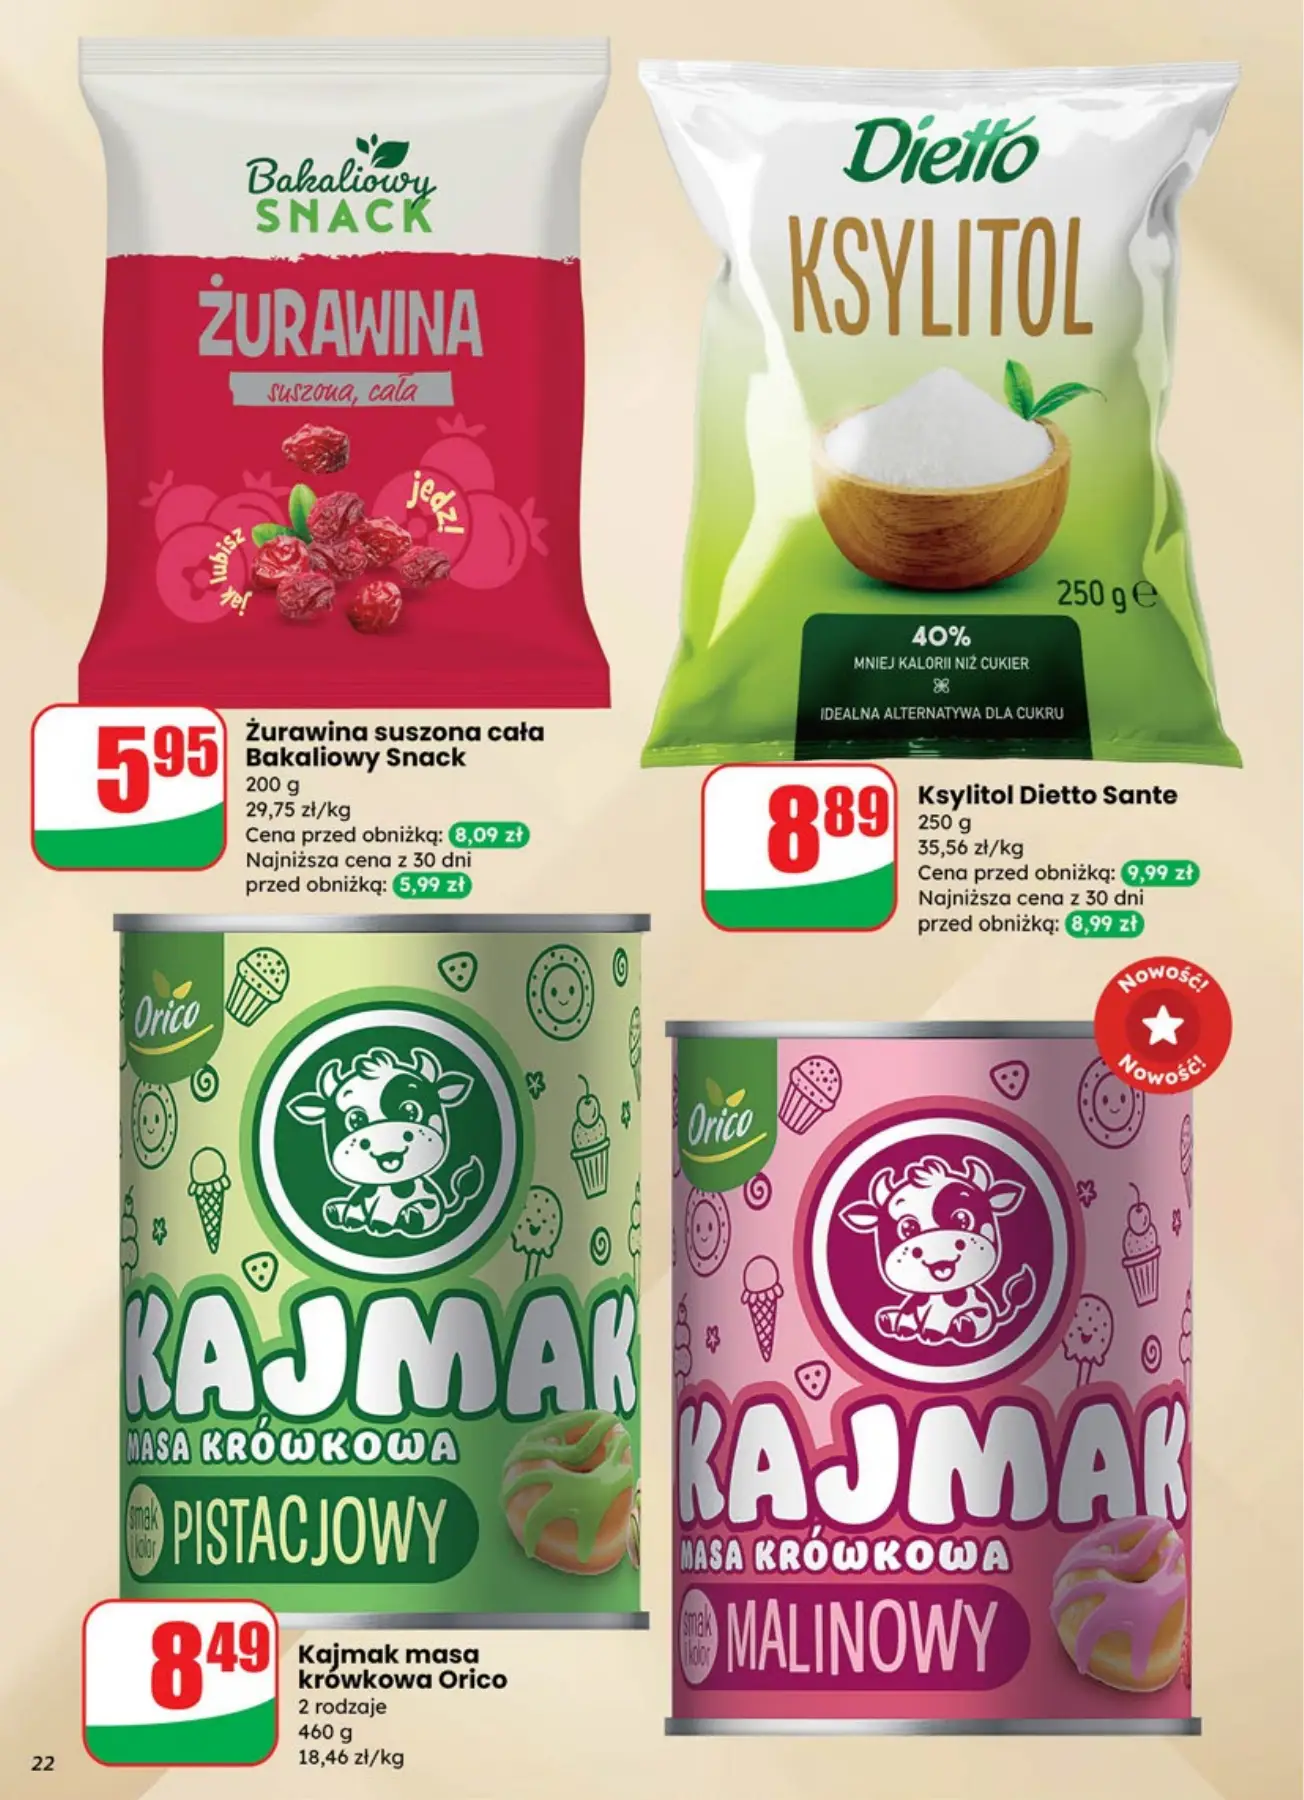 Bakaliowy
SNACK
ŻURAWINA
suszona, cała
jak lubisz
jedz!
Dietto
KSYLITOL
250 g e
40%
MNIEJ KALORII NIŻ CUKIER
IDEALNA ALTERNATYWA DLA CUKRU
5 95
Żurawina suszona cała
Bakaliowy Snack
200 g
29,75 zł/kg
Cena przed obniżką: 8,09 zł
Najniższa cena z 30 dni
przed obniżką: 5,99 zł
8 89
Ksylitol Dietto Sante
250 g
35,56 zł/kg
Cena przed obniżką: 9,99 zł
Najniższa cena z 30 dni
przed obniżką: 8,99 zł
Orico
KAJMAK
MASA KRÓWKOWA
smak
i kolor
PISTACJOWY
Nowość!
Nowość!
Orico
KAJMAK
MASA KRÓWKOWA
smak
i kolor
MALINOWY
8 49
Kajmak masa
krówkowa Orico
2 rodzaje
460 g
18,46 zł/kg
22